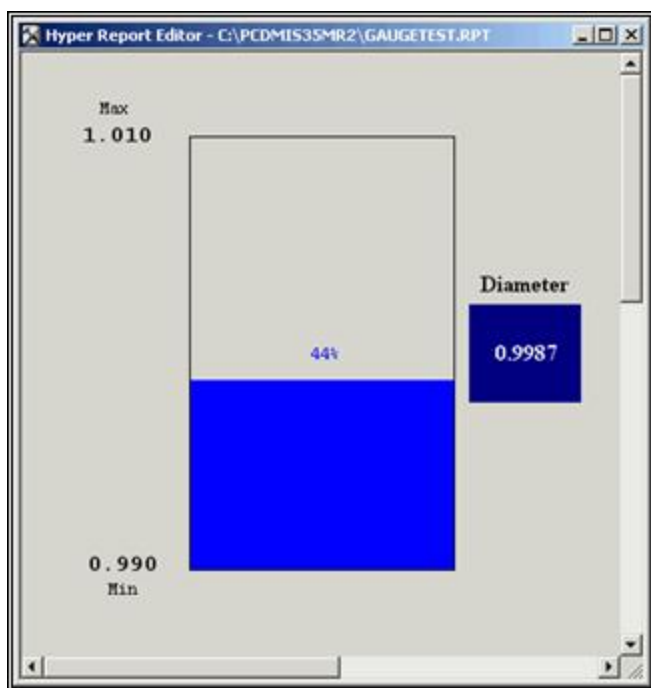 Hyper Report Editor - C:\PCDMIS35MR2\GAUGETEST.RPT
Max
1.010
Diameter
0.9987
44%
0.990
Min